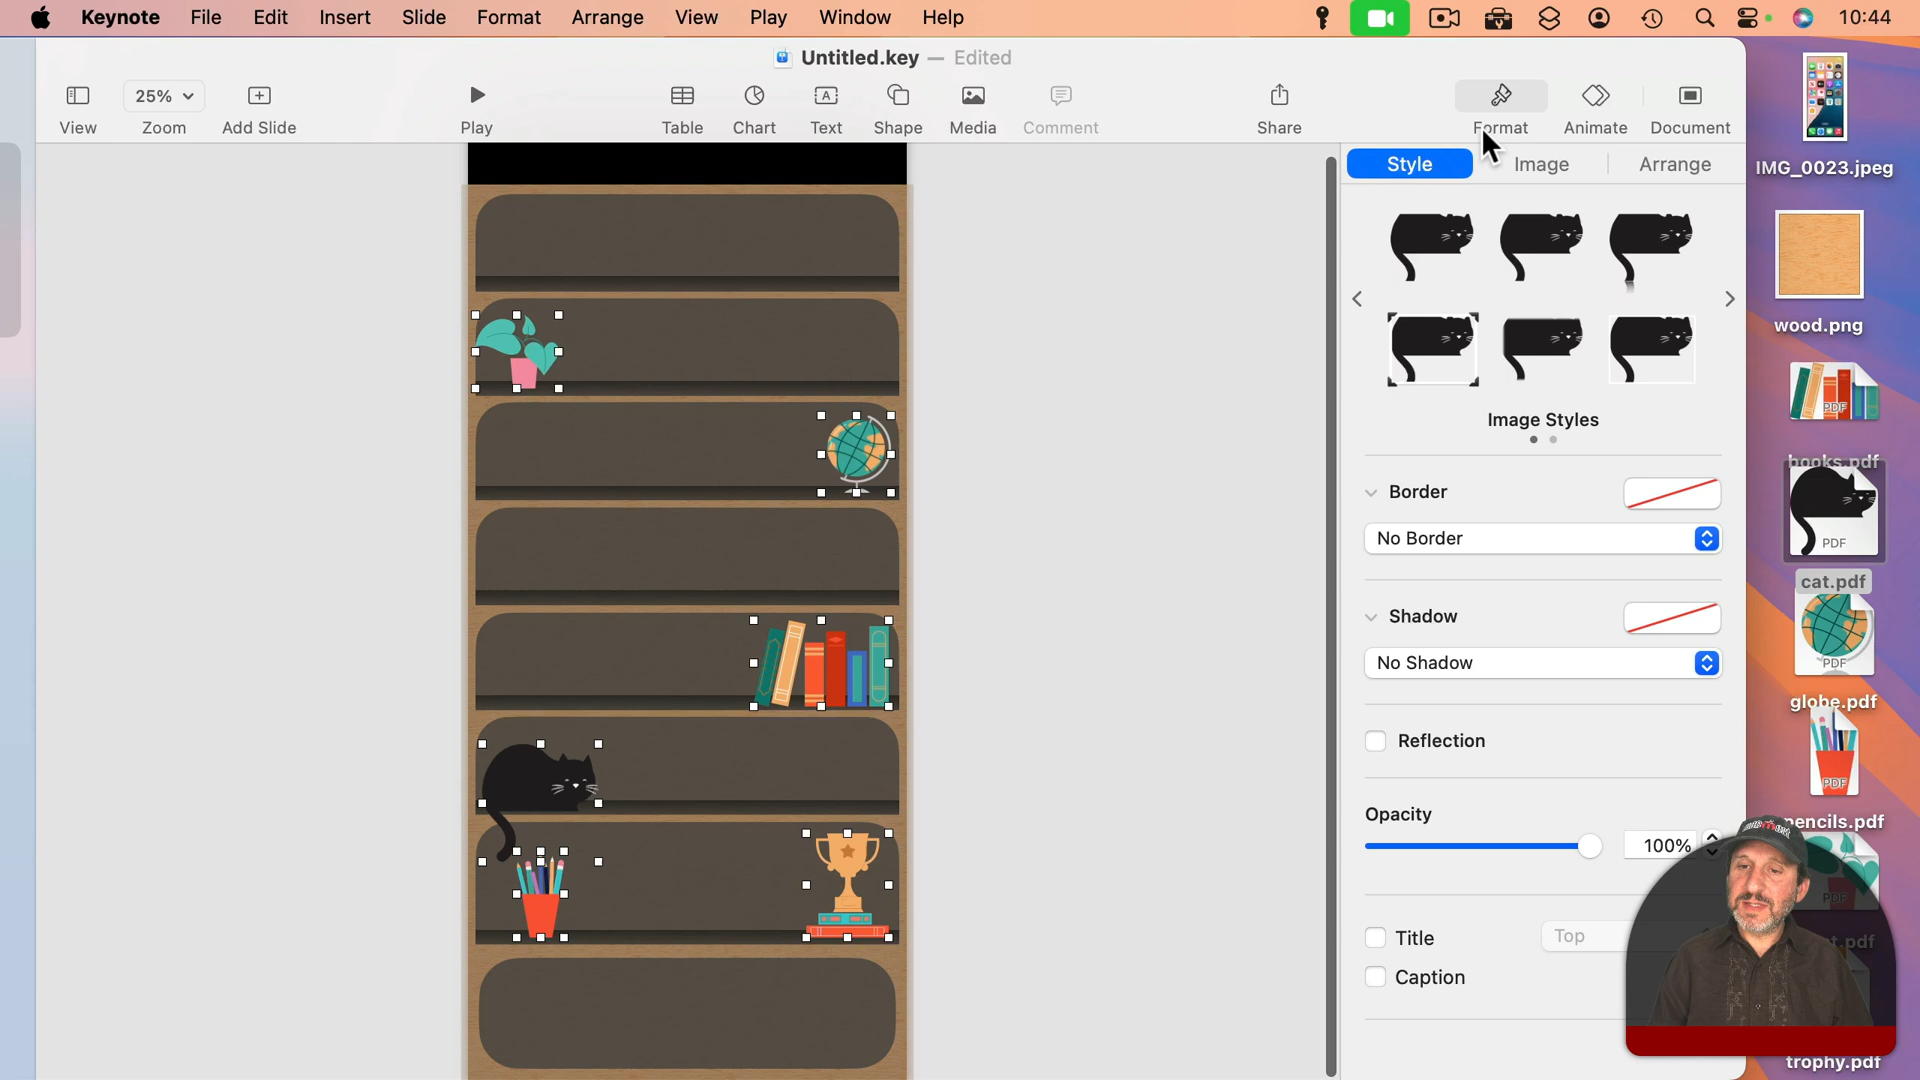 Keynote File Edit Insert Slide Format Arrange View Play Window Help 10:44
Untitled.key — Edited
25%
View Zoom Add Slide Play Table Chart Text Shape Media Comment Share Format Animate Document
Style Image Arrange
IMG_0023.jpeg
wood.png
Image Styles
PDF
books.pdf
Border
No Border
PDF
cat.pdf
Shadow
No Shadow
PDF
globe.pdf
Reflection
PDF
pencils.pdf
Opacity
100%
PDF
Title Top
Caption
trophy.pdf